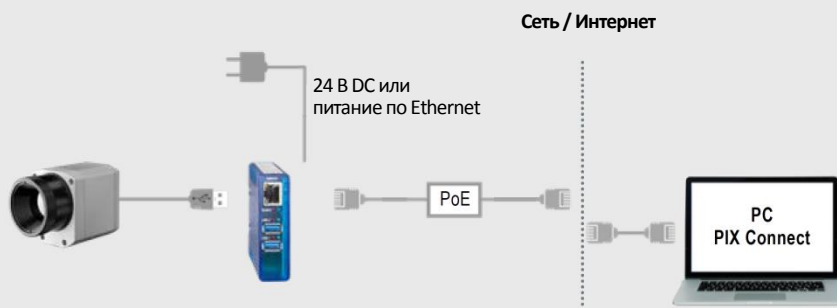 Сеть / Интернет
24 В DC или
питание по Ethernet
PoE
PC
PIX Connect